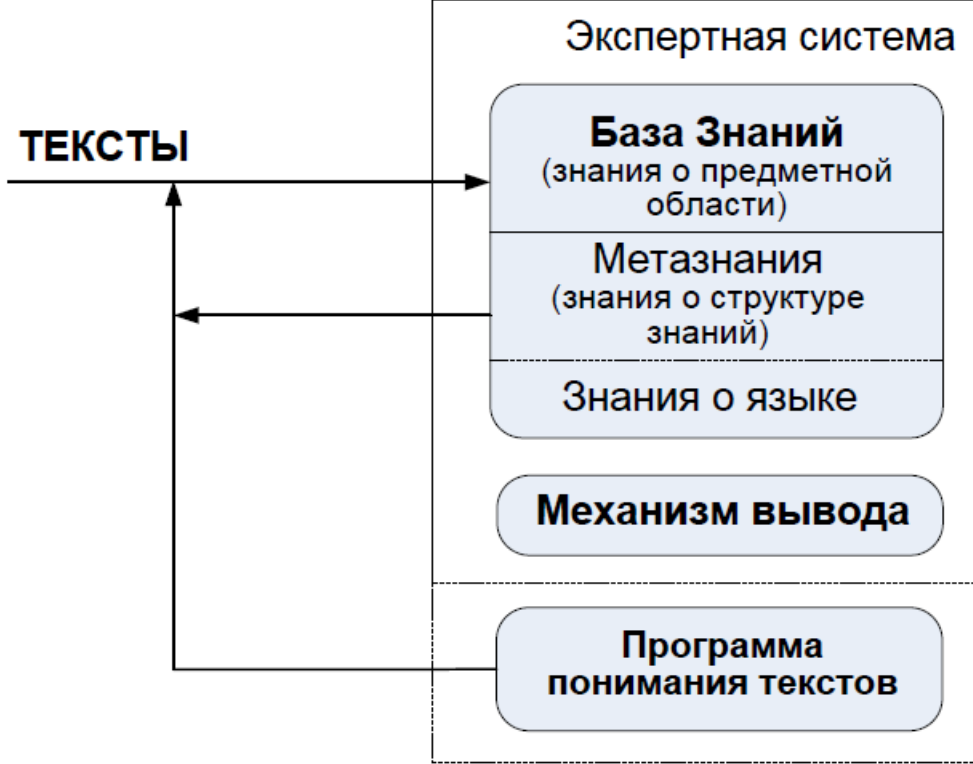 Экспертная система
ТЕКСТЫ
База Знаний
(знания о предметной
области)
Метазнания
(знания о структуре
знаний)
Знания о языке
Механизм вывода
Программа
понимания текстов